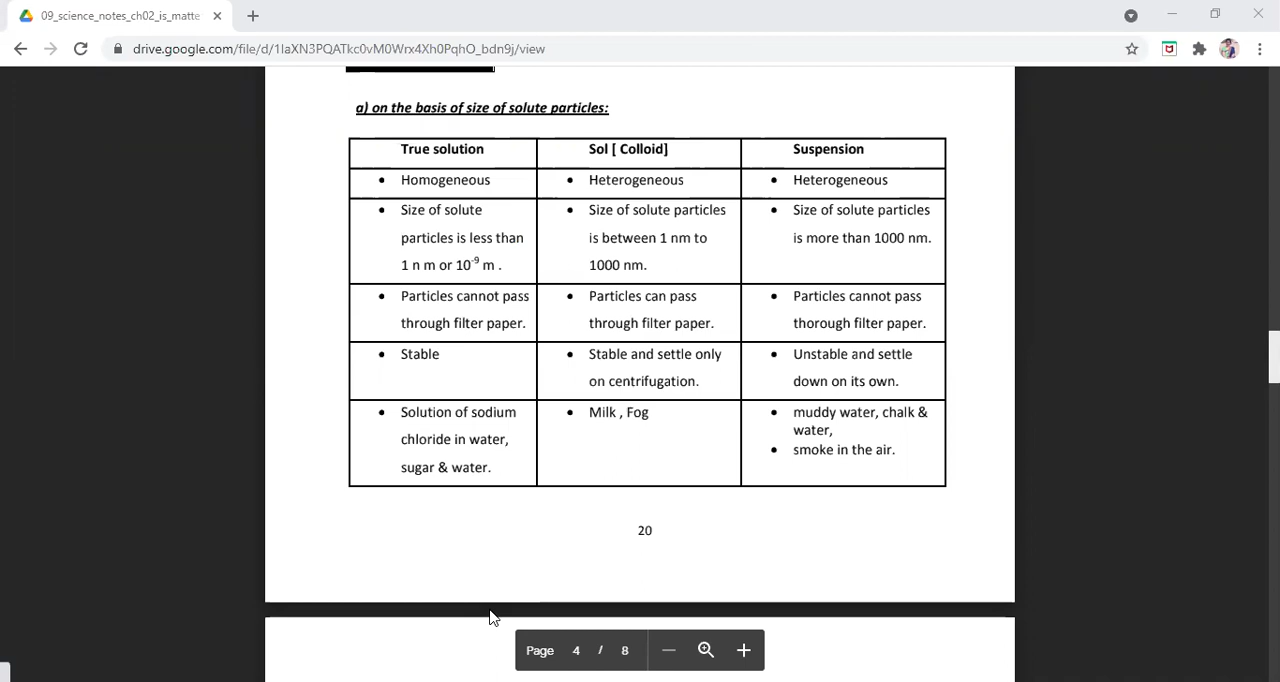 09_science_notes_ch02_is_matte
drive.google.com/file/d/1IaXN3PQATkc0vM0Wrx4Xh0PqhO_bdn9j/view
a) on the basis of size of solute particles:
True solution Sol [ Colloid] Suspension
• Homogeneous • Heterogeneous • Heterogeneous
• Size of solute • Size of solute particles • Size of solute particles
particles is less than is between 1 nm to is more than 1000 nm.
1 n m or 10⁻⁹ m . 1000 nm.
• Particles cannot pass • Particles can pass • Particles cannot pass
through filter paper. through filter paper. thorough filter paper.
• Stable • Stable and settle only • Unstable and settle
on centrifugation. down on its own.
• Solution of sodium • Milk , Fog • muddy water, chalk &
chloride in water, water,
sugar & water. • smoke in the air.
20
Page 4 / 8